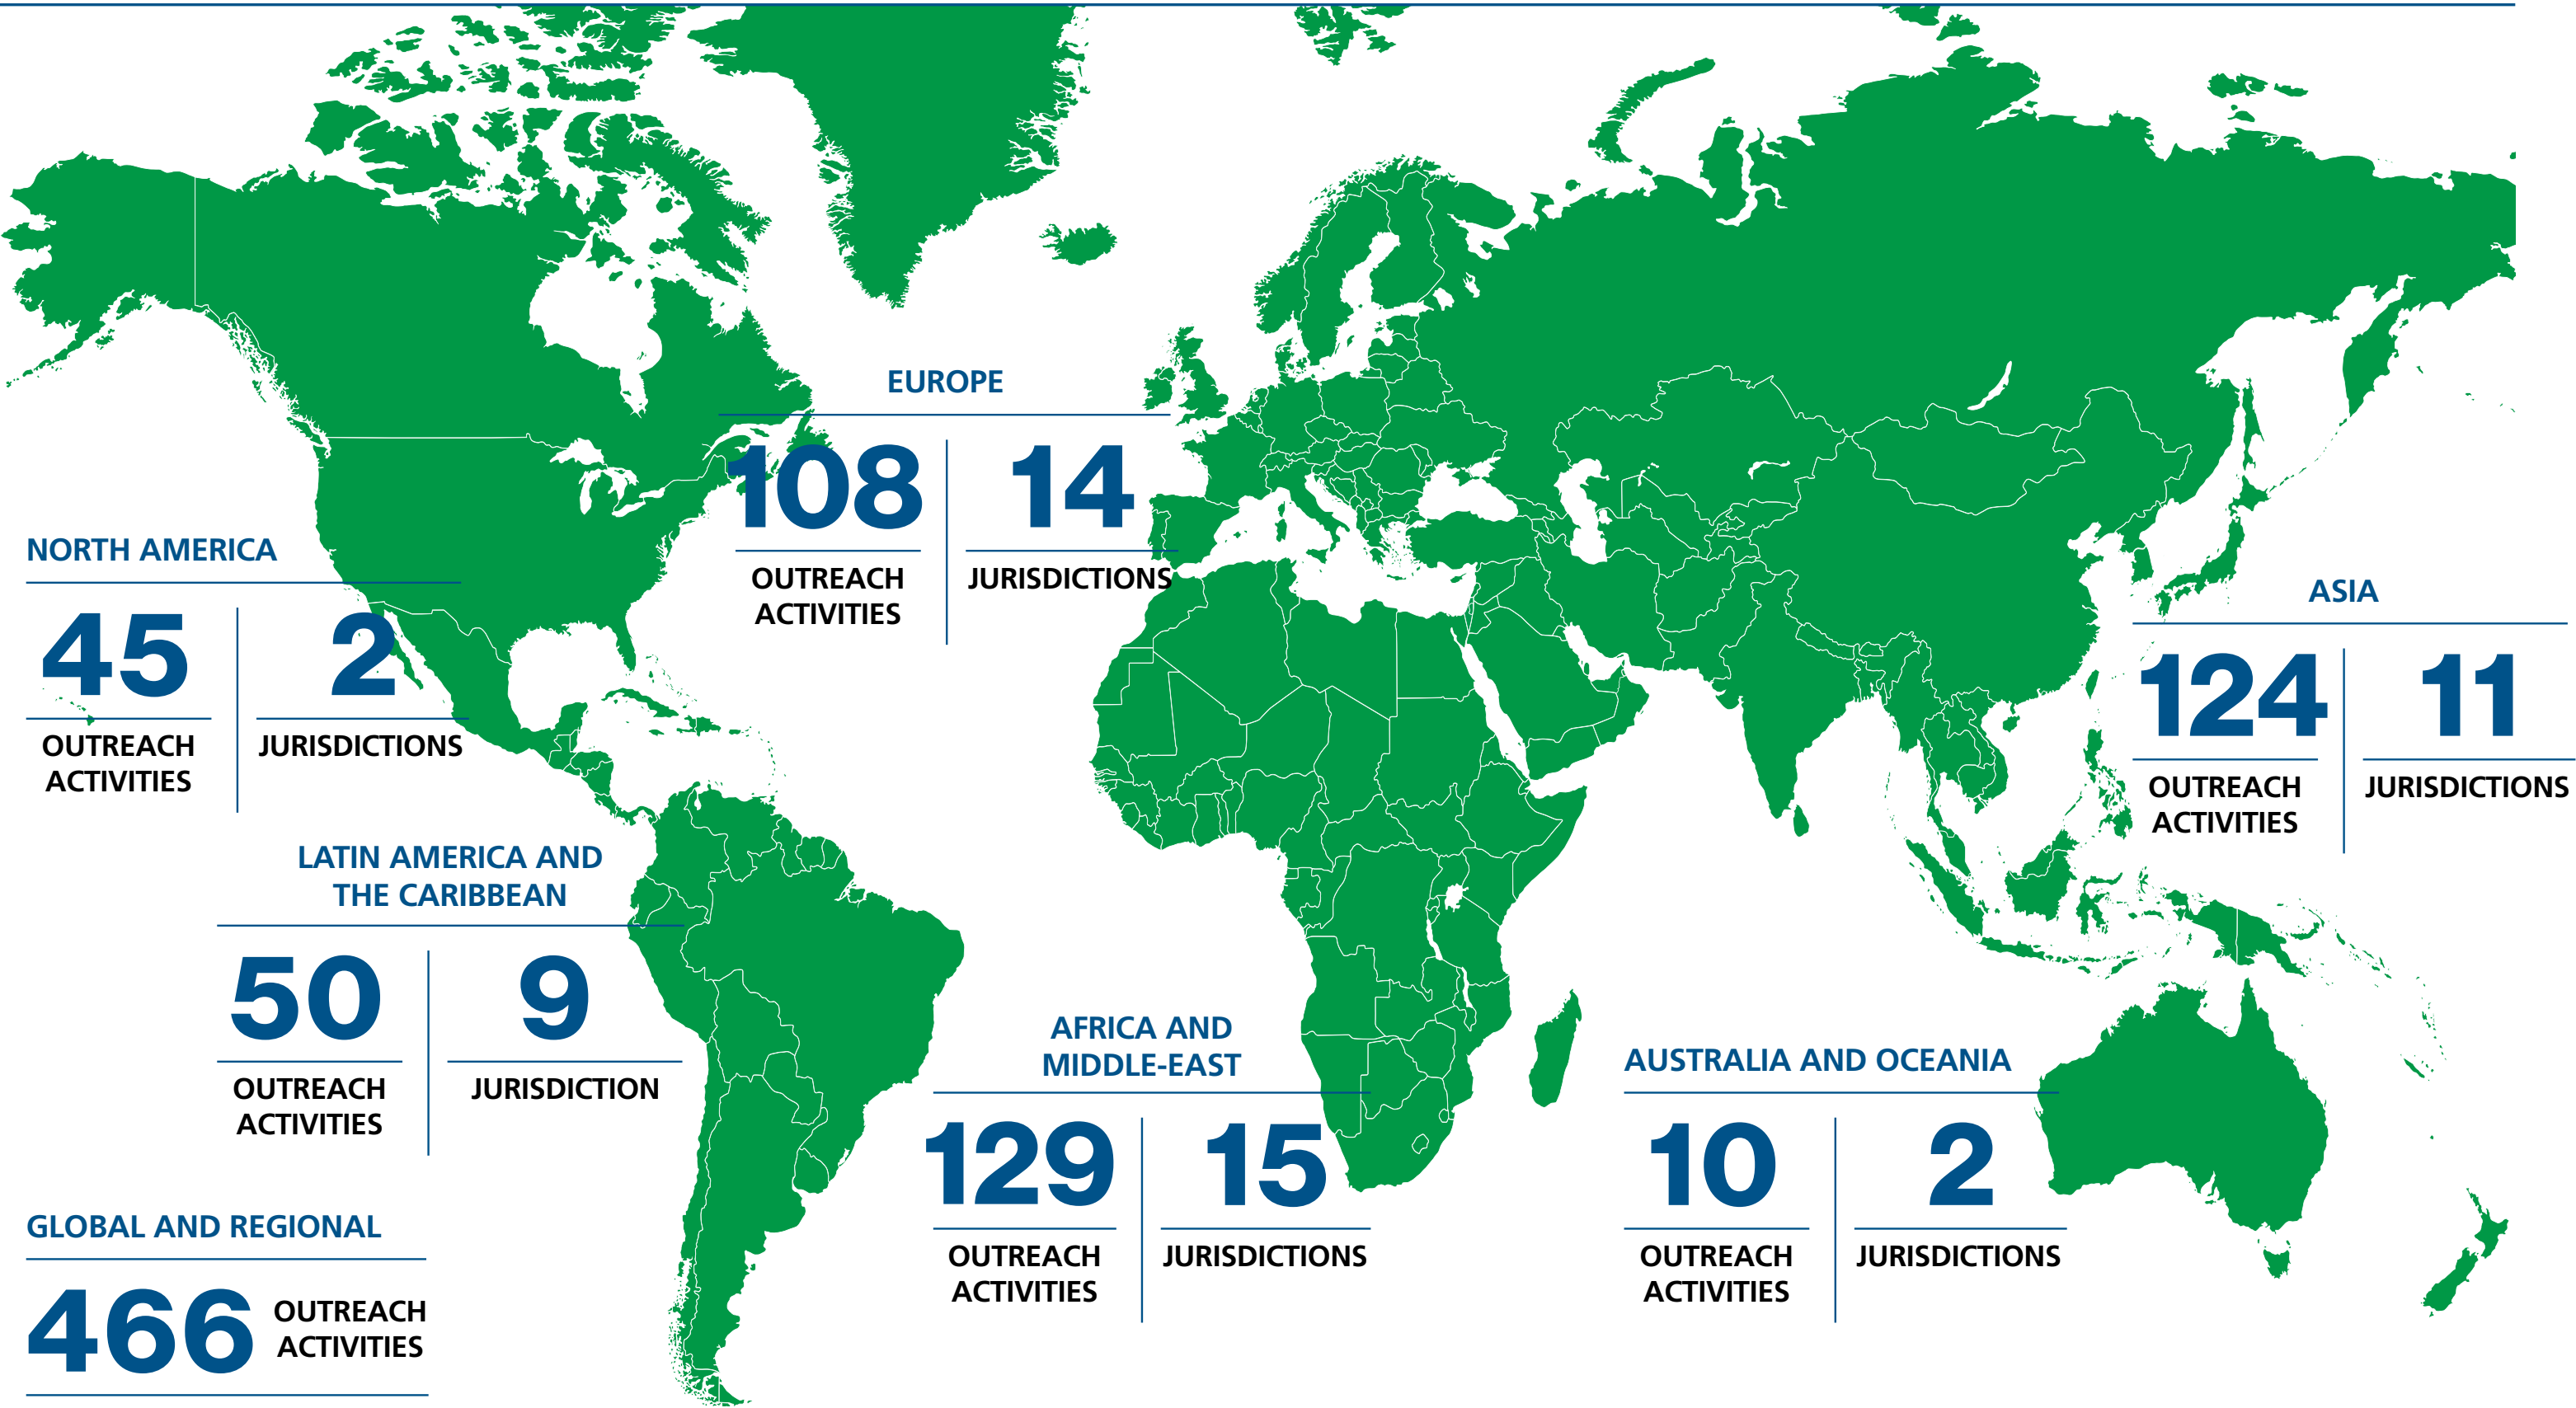 EUROPE
108
14
OUTREACH
ACTIVITIES
JURISDICTIONS
NORTH AMERICA
45
2
OUTREACH
ACTIVITIES
JURISDICTIONS
ASIA
124
11
OUTREACH
ACTIVITIES
JURISDICTIONS
LATIN AMERICA AND
THE CARIBBEAN
50
9
OUTREACH
ACTIVITIES
JURISDICTION
AFRICA AND
MIDDLE-EAST
129
15
OUTREACH
ACTIVITIES
JURISDICTIONS
AUSTRALIA AND OCEANIA
10
2
OUTREACH
ACTIVITIES
JURISDICTIONS
GLOBAL AND REGIONAL
466
OUTREACH
ACTIVITIES